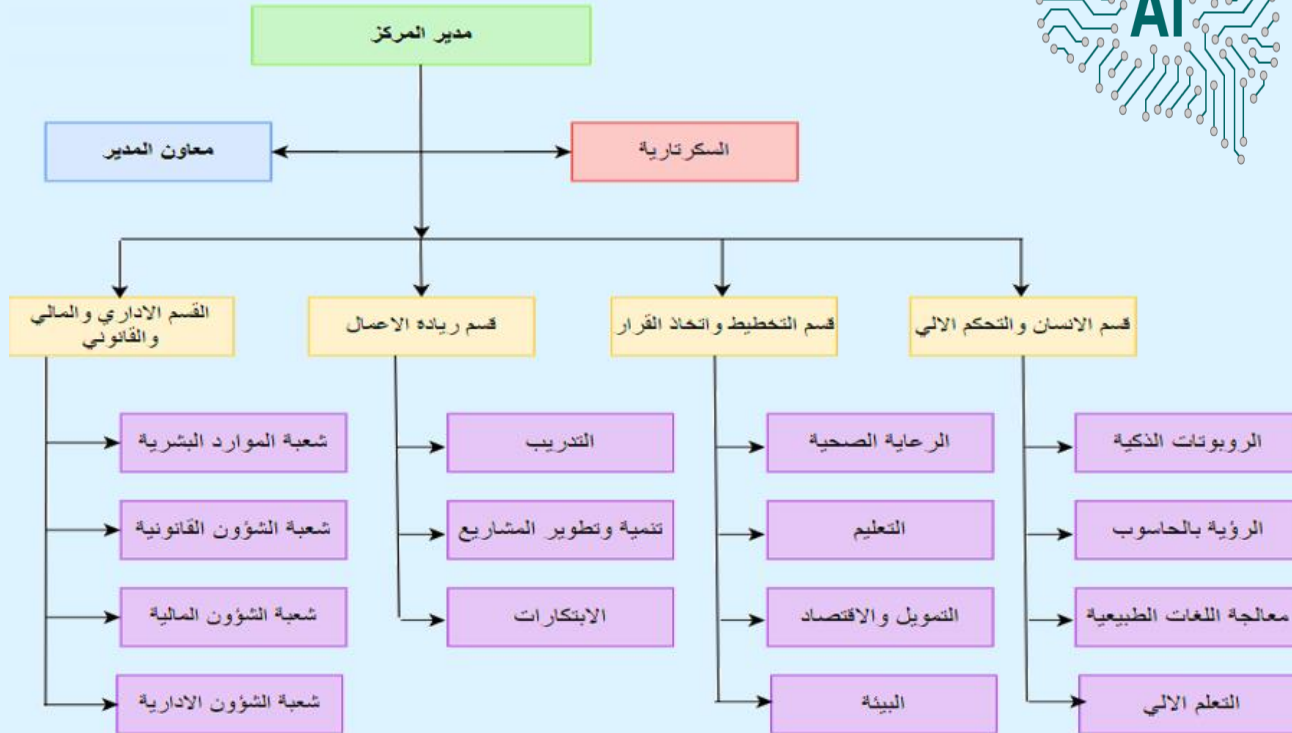 AI
مدير المركز
السكرتارية
معاون المدير
قسم الانسان والتحكم الالي
قسم التخطيط واتخاذ القرار
قسم ريادة الاعمال
القسم الاداري والمالي
والقانوني
الروبوتات الذكية
الرعاية الصحية
التدريب
شعبة الموارد البشرية
الرؤية بالحاسوب
التعليم
تنمية وتطوير المشاريع
شعبة الشؤون القانونية
معالجة اللغات الطبيعية
التمويل والاقتصاد
الابتكارات
شعبة الشؤون المالية
التعلم الالي
البيئة
شعبة الشؤون الادارية